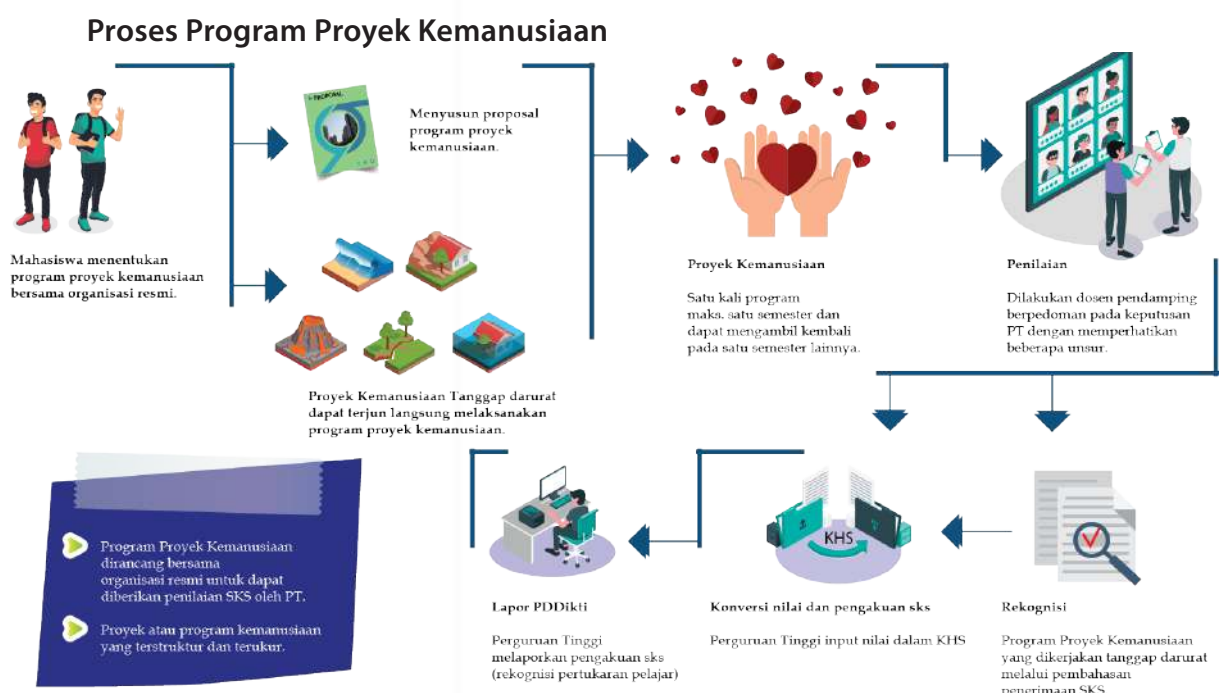 Proses Program Proyek Kemanusiaan
PROPOSAL
Menyusun proposal
program proyek
kemanusiaan.
Mahasiswa menentukan
program proyek kemanusiaan
bersama organisasi resmi.
Proyek Kemanusiaan Tanggap darurat
dapat terjun langsung melaksanakan
program proyek kemanusiaan.
Proyek Kemanusiaan
Satu kali program
maks. satu semester dan
dapat mengambil kembali
pada satu semester lainnya.
Penilaian
Dilakukan dosen pendamping
berpedoman pada keputusan
PT dengan memperhatikan
beberapa unsur.
Program Proyek Kemanusiaan
dirancang bersama
organisasi resmi untuk dapat
diberikan penilaian SKS oleh PT.
Proyek atau program kemanusiaan
yang terstruktur dan terukur.
Lapor PDDikti
Perguruan Tinggi
melaporkan pengakuan sks
(rekognisi pertukaran pelajar)
KHS
Konversi nilai dan pengakuan sks
Perguruan Tinggi input nilai dalam KHS
Rekognisi
Program Proyek Kemanusiaan
yang dikerjakan tanggap darurat
melalui pembahasan
penerimaan SKS